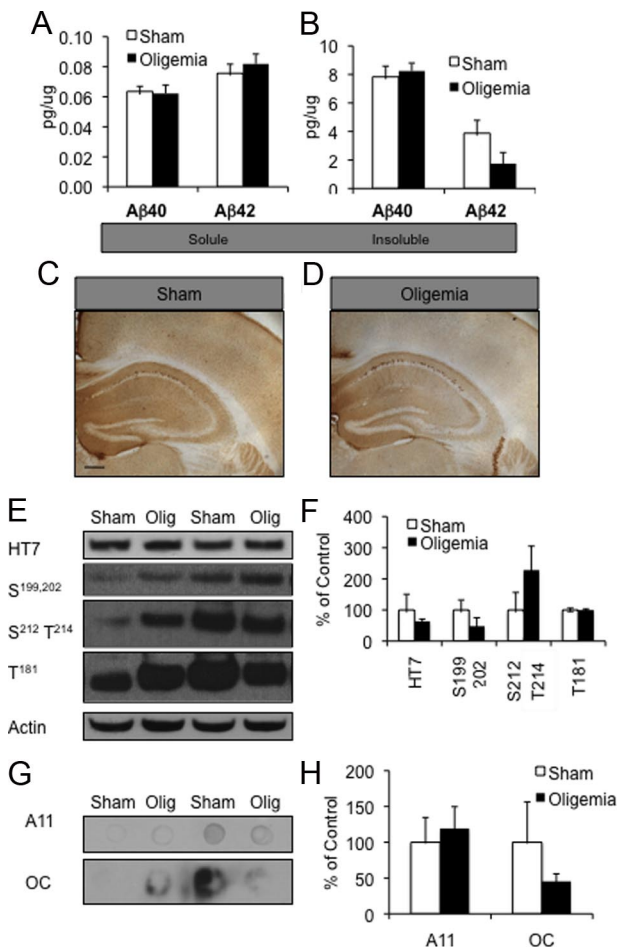 A
0.10
0.08
0.06
0.04
0.02
0.00
pg/ug
Sham
Oligemia
Aβ40 Aβ42
B
10
8
6
4
2
0
pg/ug
Sham
Oligemia
Aβ40 Aβ42
Solule Insoluble
C
Sham
D
Oligemia
E
Sham Olig Sham Olig
HT7
S199,202
S212 T214
T181
Actin
F
400
300
200
100
0
% of Control
Sham
Oligemia
HT7
S199
202
S212
T214
T181
G
Sham Olig Sham Olig
A11
OC
H
200
150
100
50
0
% of Control
Sham
Oligemia
A11 OC